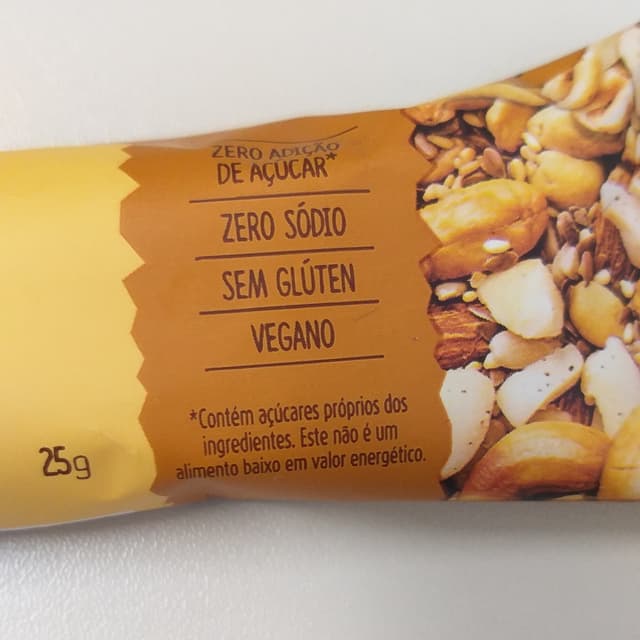 ZERO ADIÇÃO
DE AÇÚCAR*
ZERO SÓDIO
SEM GLÚTEN
VEGANO
*Contém açúcares próprios dos
ingredientes. Este não é um
alimento baixo em valor energético.
25g